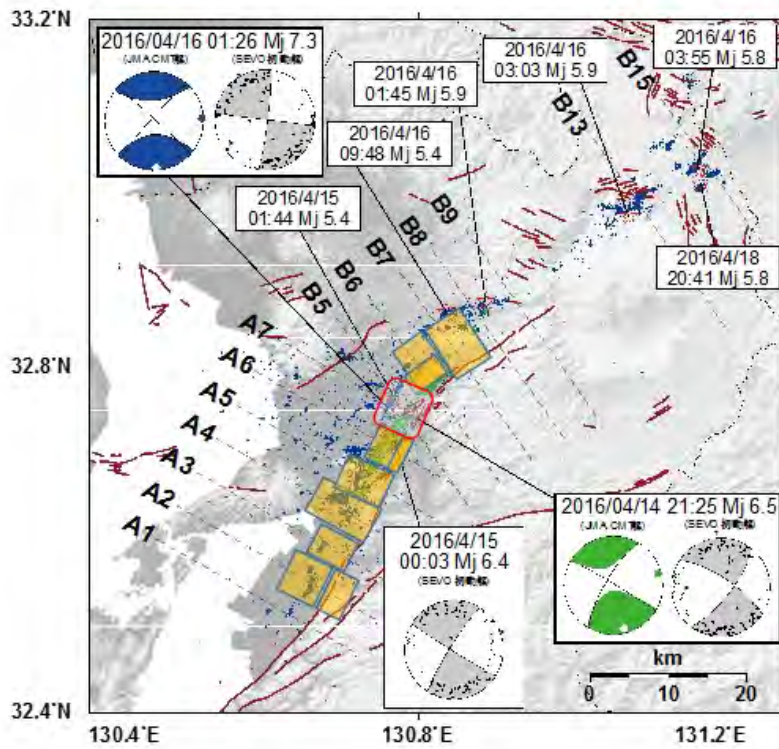 33.2°N
2016/04/16 01:26 Mj 7.3
(JMA CMT解)
(SEVO 初動解)
2016/4/16
01:45 Mj 5.9
2016/4/16
03:03 Mj 5.9
2016/4/16
03:55 Mj 5.8
B15
B13
2016/4/16
09:48 Mj 5.4
2016/4/15
01:44 Mj 5.4
B9
B8
B7
B6
B5
2016/4/18
20:41 Mj 5.8
A7
A6
A5
A4
A3
A2
A1
32.8°N
2016/4/15
00:03 Mj 6.4
(SEVO 初動解)
2016/04/14 21:25 Mj 6.5
(JMA CMT解)
(SEVO 初動解)
km
0 10 20
32.4°N
130.4°E
130.8°E
131.2°E